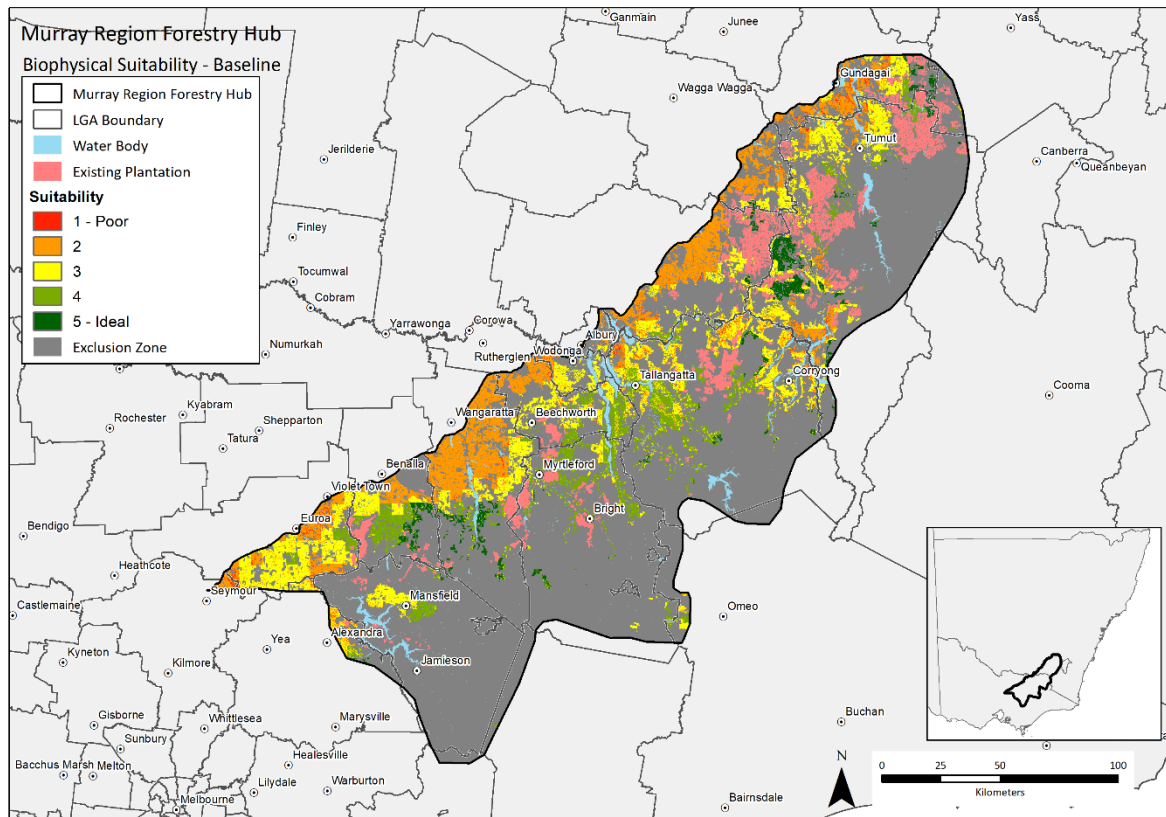 Murray Region Forestry Hub
Biophysical Suitability - Baseline
Murray Region Forestry Hub
LGA Boundary
Water Body
Existing Plantation
Suitability
1 - Poor
2
3
4
5 - Ideal
Exclusion Zone
Ganmain
Junee
Yass
Gundagai
Wagga Wagga
Tumut
Jerilderie
Canberra
Queanbeyan
Finley
Tocumwal
Cobram
Corowa
Yarrawonga
Albury
Numurkah
Rutherglen
Wodonga
Tallangatta
Corryong
Cooma
Kyabram
Rochester
Shepparton
Wangaratta
Beechworth
Tatura
Benalla
Myrtleford
Violet Town
Bright
Bendigo
Euroa
Heathcote
Seymour
Castlemaine
Mansfield
Omeo
Yea
Alexandra
Kyneton
Kilmore
Jamieson
Gisborne
Whittlesea
Marysville
Buchan
Sunbury
Healesville
Bacchus Marsh
Melton
Lilydale
Warburton
Melbourne
Bairnsdale
N
0 25 50 100
Kilometers